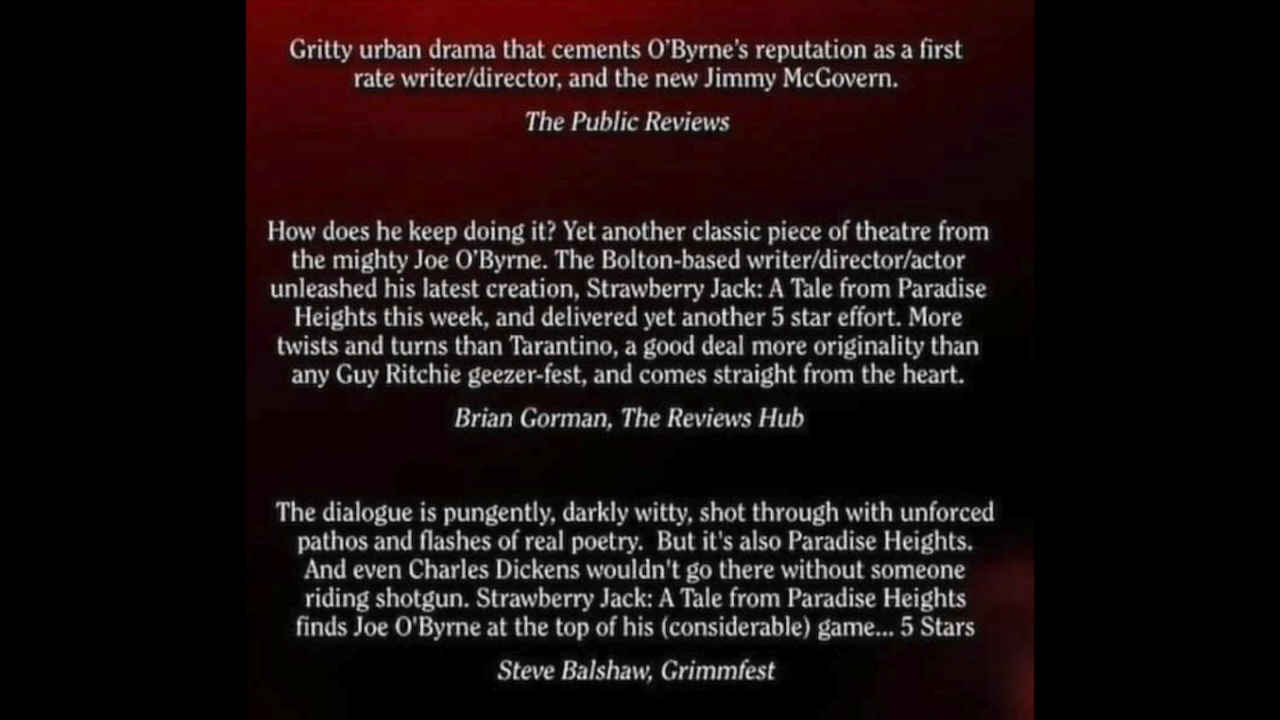 Gritty urban drama that cements O'Byrne's reputation as a first
rate writer/director, and the new Jimmy McGovern.
The Public Reviews
How does he keep doing it? Yet another classic piece of theatre from
the mighty Joe O'Byrne. The Bolton-based writer/director/actor
unleashed his latest creation, Strawberry Jack: A Tale from Paradise
Heights this week, and delivered yet another 5 star effort. More
twists and turns than Tarantino, a good deal more originality than
any Guy Ritchie geezer-fest, and comes straight from the heart.
Brian Gorman, The Reviews Hub
The dialogue is pungently, darkly witty, shot through with unforced
pathos and flashes of real poetry.  But it's also Paradise Heights.
And even Charles Dickens wouldn't go there without someone
riding shotgun. Strawberry Jack: A Tale from Paradise Heights
finds Joe O'Byrne at the top of his (considerable) game... 5 Stars
Steve Balshaw, Grimmfest